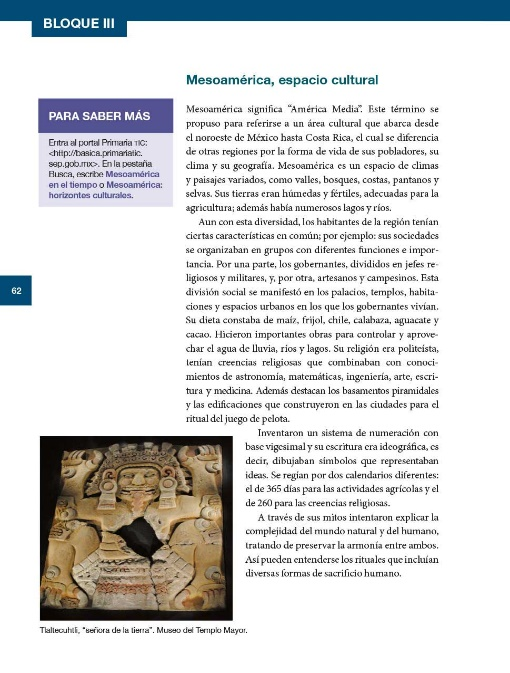 BLOQUE III
Mesoamérica, espacio cultural
PARA SABER MÁS
Entra al portal Primaria TIC:
<http://basica.primariatic.
sep.gob.mx>. En la pestaña
Busca, escribe Mesoamérica
en el tiempo o Mesoamérica:
horizontes culturales.
Mesoamérica significa “América Media”. Este término se
propuso para referirse a un área cultural que abarca desde
el noroeste de México hasta Costa Rica, el cual se diferencia
de otras regiones por la forma de vida de sus pobladores, su
clima y su geografía. Mesoamérica es un espacio de climas
y paisajes variados, como valles, bosques, costas, pantanos y
selvas. Sus tierras eran húmedas y fértiles, adecuadas para la
agricultura; además había numerosos lagos y ríos.
Aun con esta diversidad, los habitantes de la región tenían
ciertas características en común; por ejemplo: sus sociedades
se organizaban en grupos con diferentes funciones e impor-
tancia. Por una parte, los gobernantes, divididos en jefes re-
ligiosos y militares, y, por otra, artesanos y campesinos. Esta
división social se manifestó en los palacios, templos, habita-
ciones y espacios urbanos en los que los gobernantes vivían.
Su dieta constaba de maíz, frijol, chile, calabaza, aguacate y
cacao. Hicieron importantes obras para controlar y aprove-
char el agua de lluvia, ríos y lagos. Su religión era politeísta,
tenían creencias religiosas que combinaban con conoci-
mientos de astronomía, matemáticas, ingeniería, arte, escri-
tura y medicina. Además destacan los basamentos piramidales
y las edificaciones que construyeron en las ciudades para el
ritual del juego de pelota.
Inventaron un sistema de numeración con
base vigesimal y su escritura era ideográfica, es
decir, dibujaban símbolos que representaban
ideas. Se regían por dos calendarios diferentes:
el de 365 días para las actividades agrícolas y el
de 260 para las creencias religiosas.
A través de sus mitos intentaron explicar la
complejidad del mundo natural y del humano,
tratando de preservar la armonía entre ambos.
Así pueden entenderse los rituales que incluían
diversas formas de sacrificio humano.
Tlaltecuhtli, “señora de la tierra”. Museo del Templo Mayor.
62